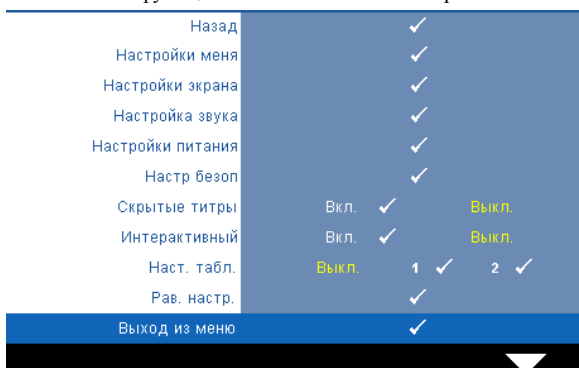 Назад ✓
Настройки меня ✓
Настройки экрана ✓
Настройка звука ✓
Настройки питания ✓
Настр безоп ✓
Скрытые титры Вкл. ✓ Выкл.
Интерактивный Вкл. ✓ Выкл.
Наст. табл. Выкл. 1 ✓ 2 ✓
Рав. настр. ✓
Выход из меню ✓